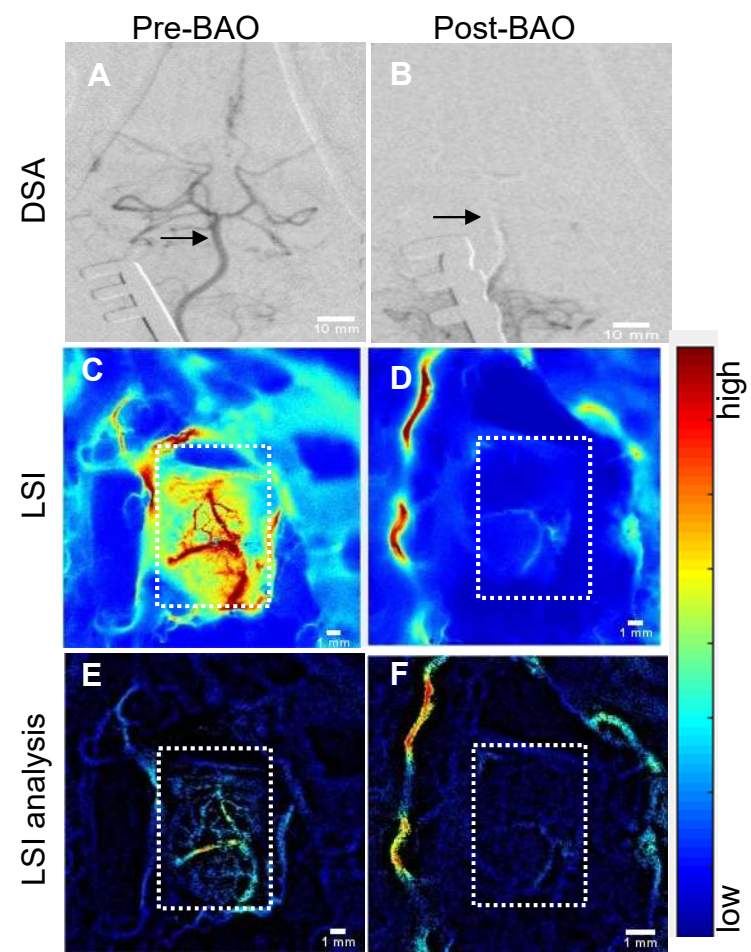 Pre-BAO
Post-BAO
DSA
A
10 mm
B
10 mm
LSI
C
1 mm
D
1 mm
high
LSI analysis
E
1 mm
F
1 mm
low